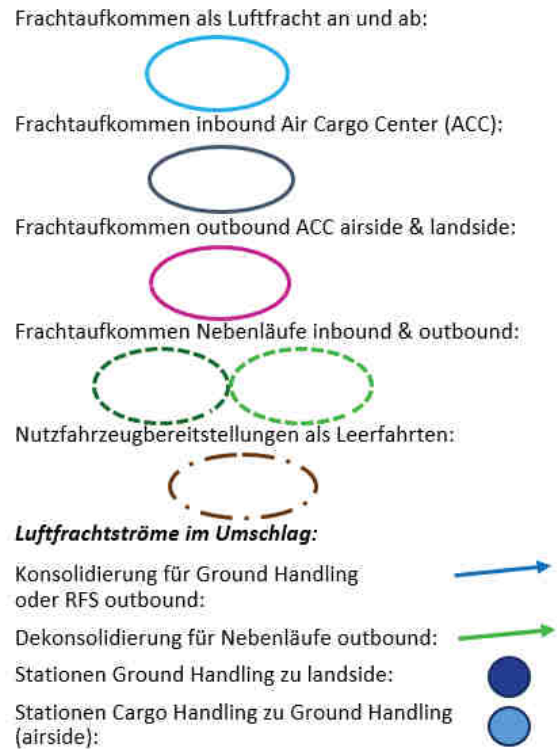 Frachtaufkommen als Luftfracht an und ab:
Frachtaufkommen inbound Air Cargo Center (ACC):
Frachtaufkommen outbound ACC airside & landside:
Frachtaufkommen Nebenläufe inbound & outbound:
Nutzfahrzeugbereitstellungen als Leerfahrten:
Luftfrachtströme im Umschlag:
Konsolidierung für Ground Handling
oder RFS outbound:
Dekonsolidierung für Nebenläufe outbound:
Stationen Ground Handling zu landside:
Stationen Cargo Handling zu Ground Handling
(airside):